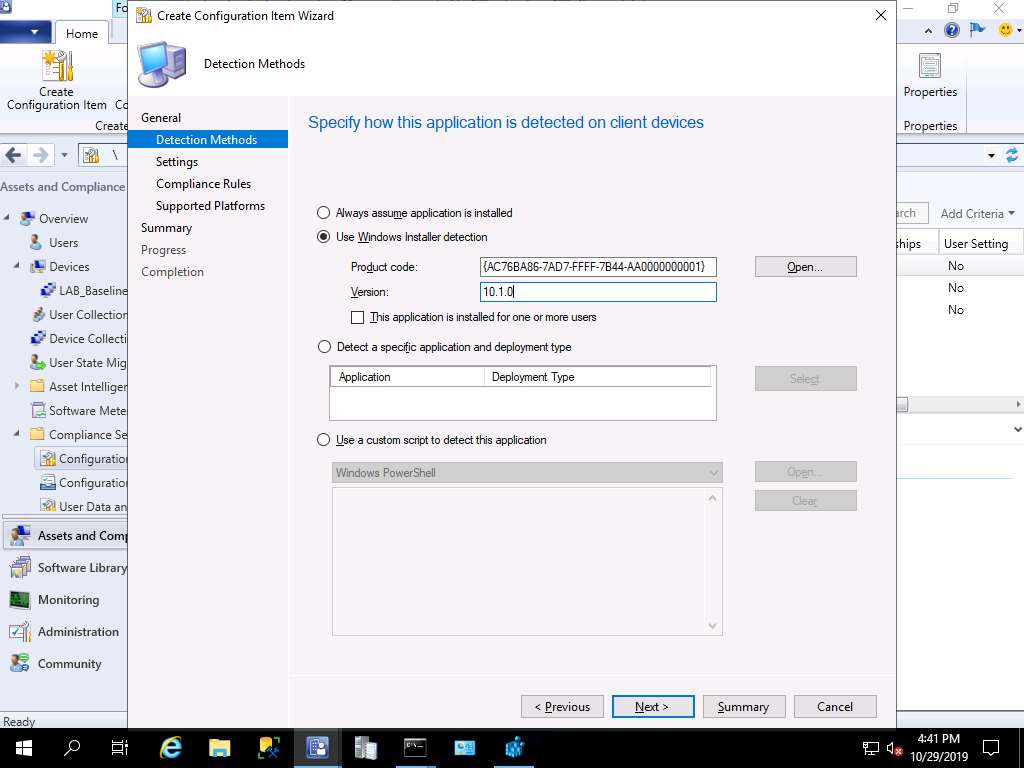 Fo
Create Configuration Item Wizard
Home
Detection Methods
Create
Configuration Item
Co
Create
Properties
Properties
General
Detection Methods
Settings
Compliance Rules
Supported Platforms
Summary
Progress
Completion
Specify how this application is detected on client devices
\
Assets and Compliance
Overview
Users
Devices
LAB_Baseline
User Collection
Device Collecti
User State Mig
Asset Intelliger
Software Mete
Compliance Se
Configuratio
Configuratio
User Data an
Assets and Comp
Software Library
Monitoring
Administration
Community
Always assume application is installed
Use Windows Installer detection
Product code:
{AC76BA86-7AD7-FFFF-7B44-AA0000000001}
Open...
Version:
10.1.0
This application is installed for one or more users
Detect a specific application and deployment type
Application
Deployment Type
Select
Use a custom script to detect this application
Windows PowerShell
Open...
Clear
arch
Add Criteria
ships
User Setting
No
No
No
< Previous
Next >
Summary
Cancel
Ready
4:41 PM
10/29/2019